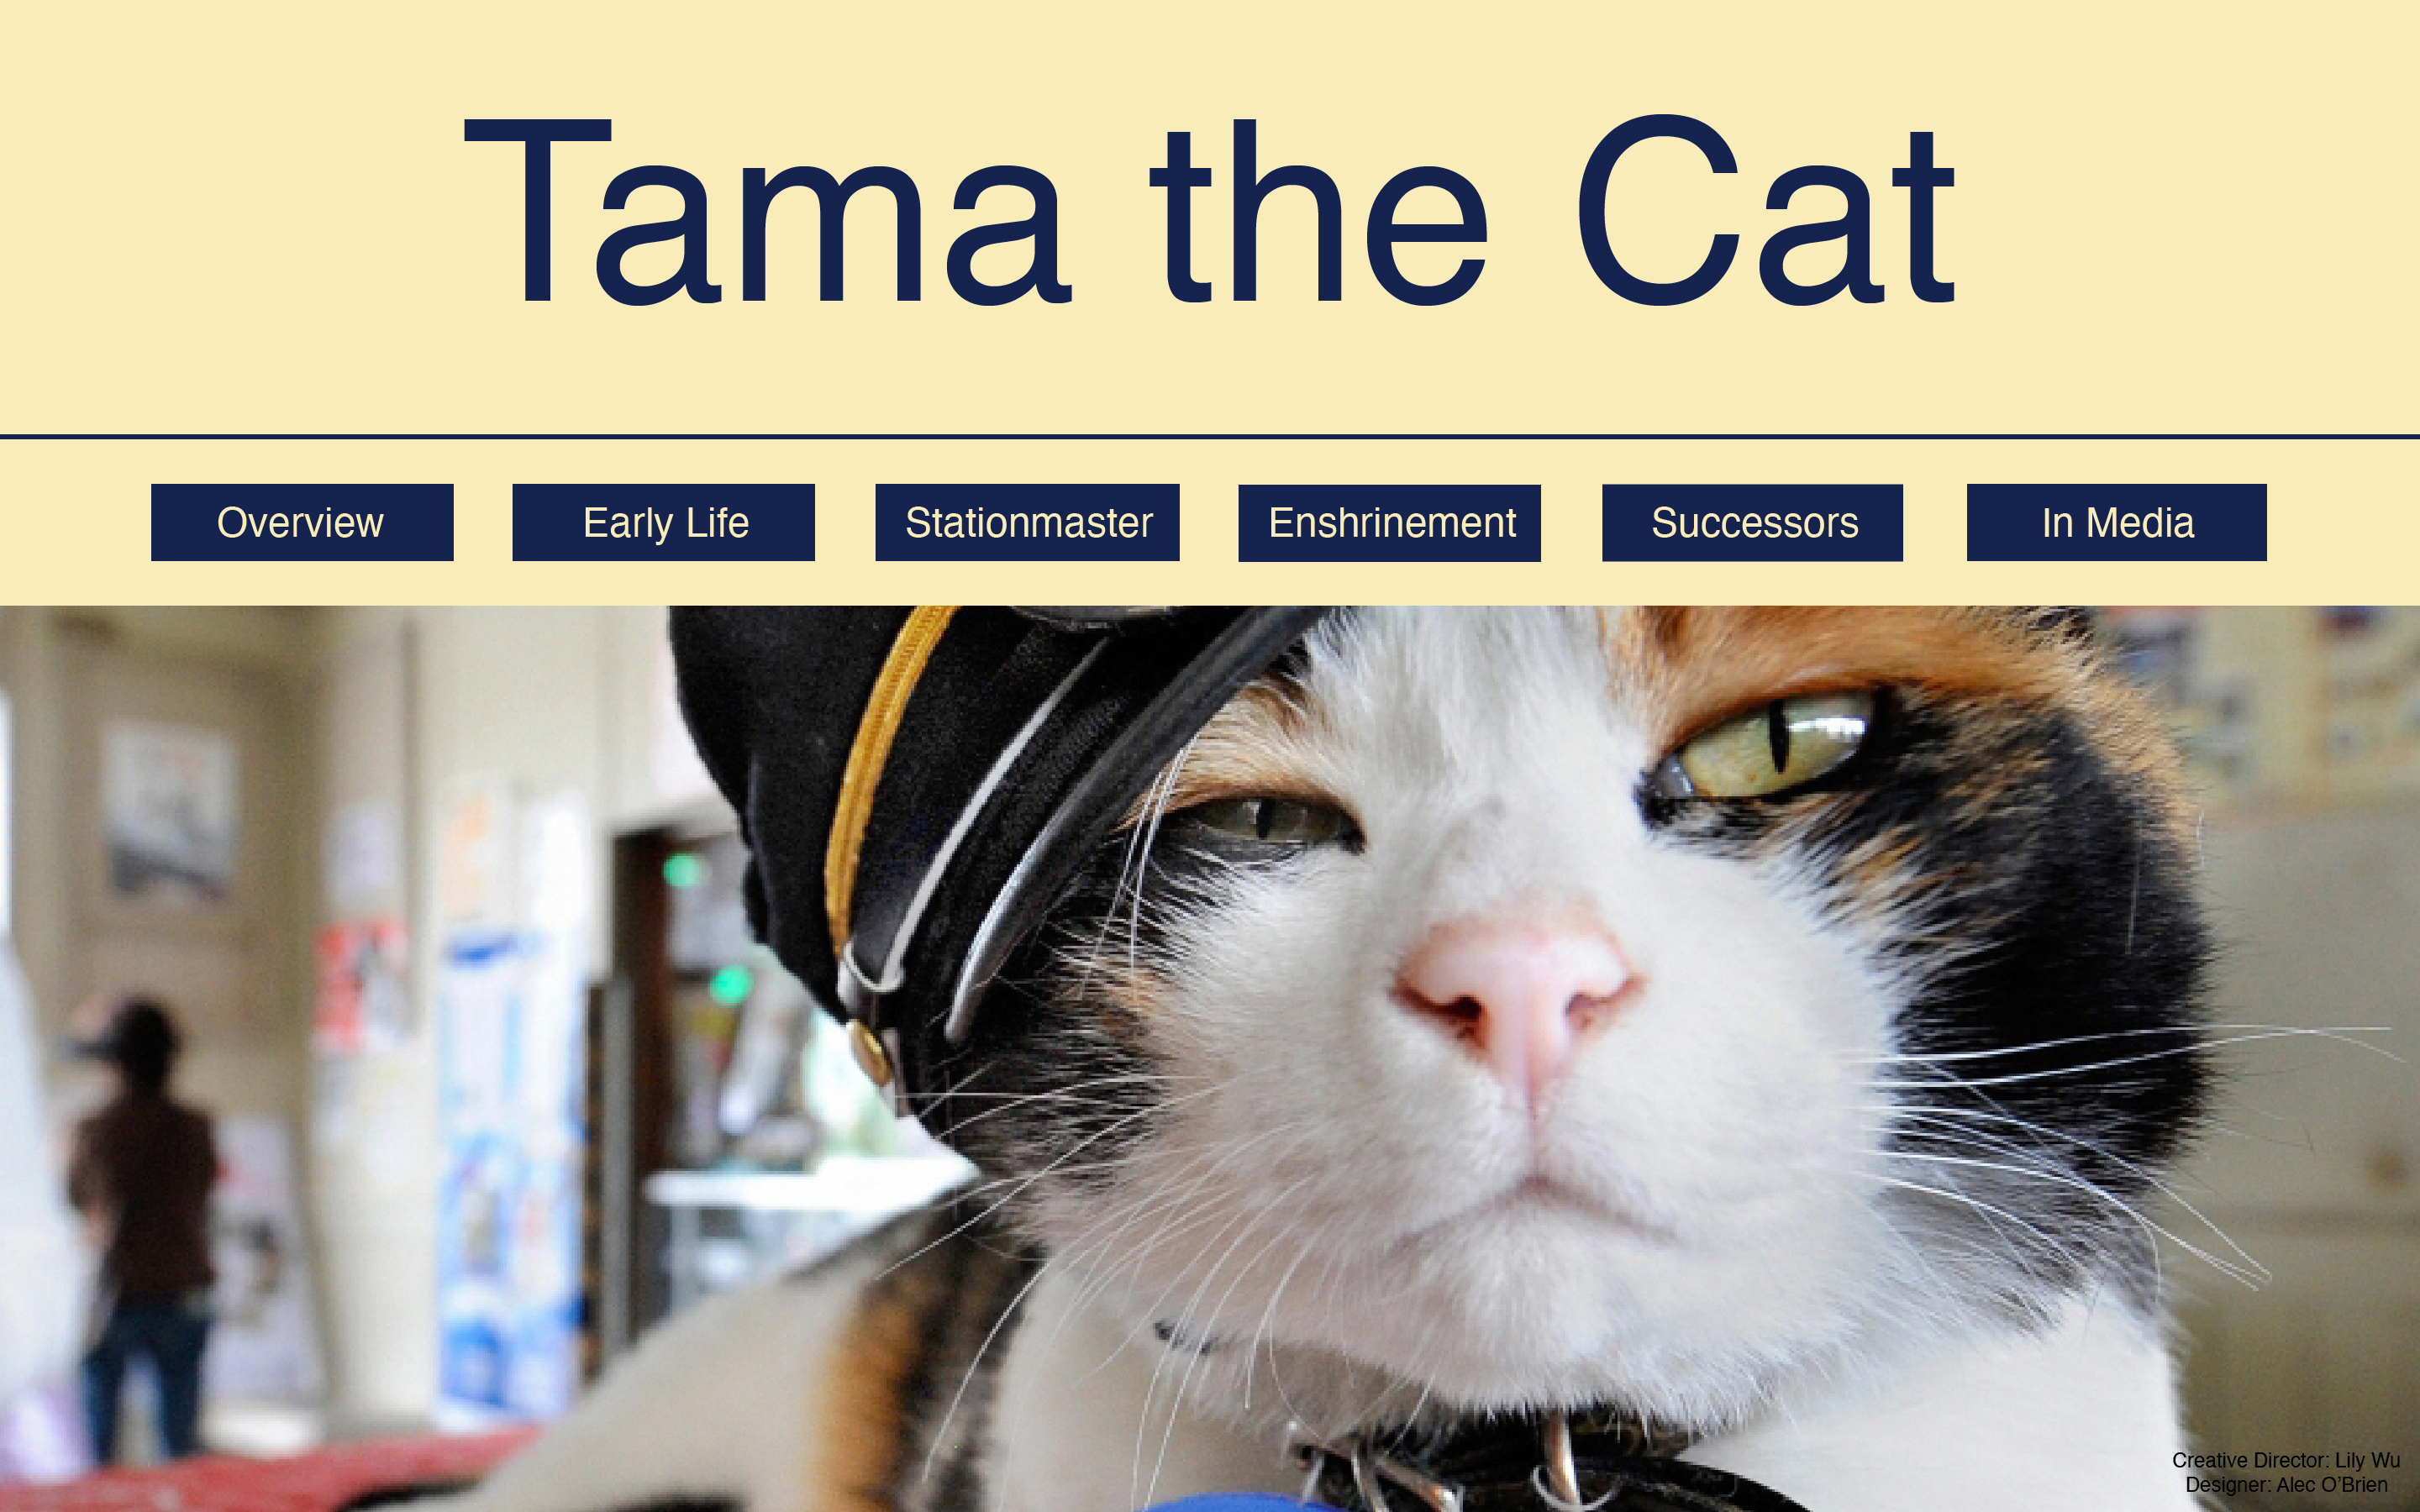 Tama the Cat
Overview
Early Life
Stationmaster
Enshrinement
Successors
In Media
Creative Director: Lily Wu
Designer: Alec O’Brien